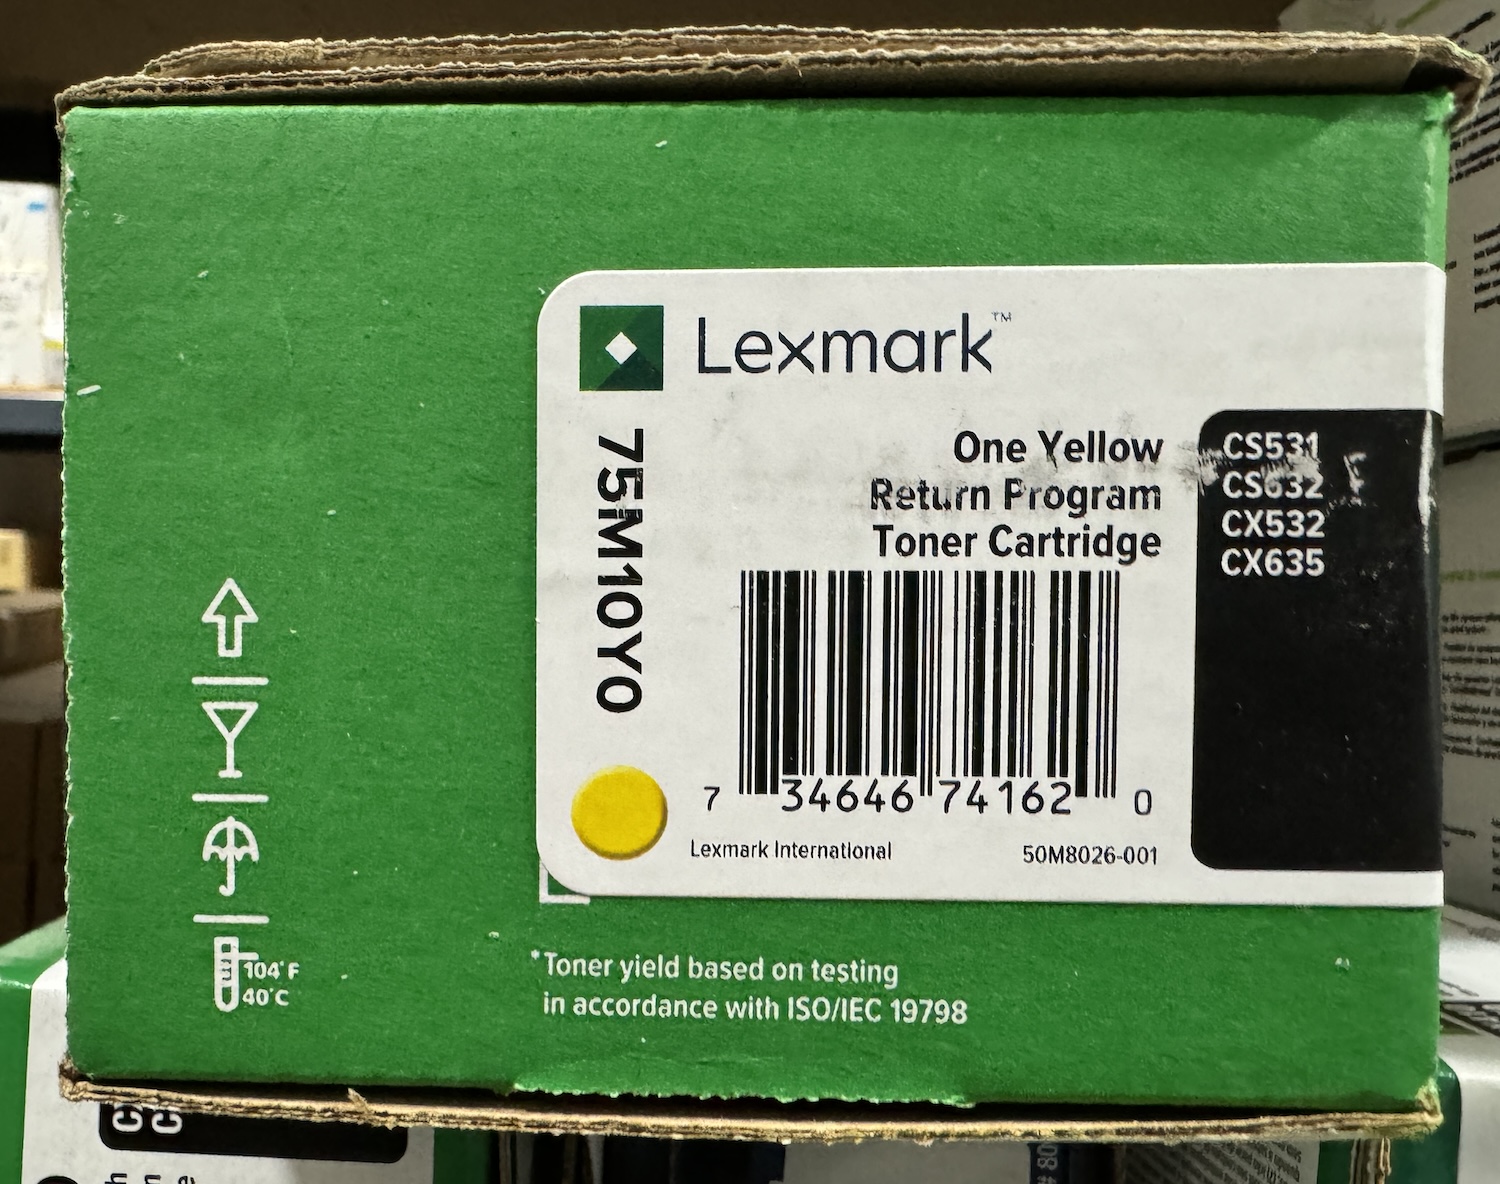 Lexmark™
75M10Y0
One Yellow
Return Program
Toner Cartridge
CS531
CS632
CX532
CX635
7 34646 74162 0
Lexmark International
50M8026-001
104°F
40°C
*Toner yield based on testing
in accordance with ISO/IEC 19798
# 80